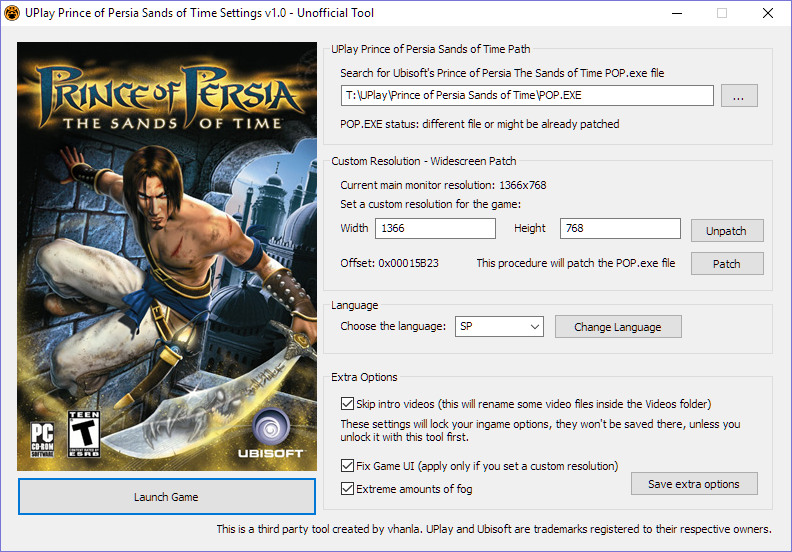 UPlay Prince of Persia Sands of Time Settings v1.0 - Unofficial Tool
PRINCE OF PERSIA
THE SANDS OF TIME
PC
CD-ROM
SOFTWARE
TEEN
T
CONTENT RATED BY
ESRB
UBISOFT
Launch Game
UPlay Prince of Persia Sands of Time Path
Search for Ubisoft's Prince of Persia The Sands of Time POP.exe file
T:\UPlay\Prince of Persia Sands of Time\POP.EXE
...
POP.EXE status: different file or might be already patched
Custom Resolution - Widescreen Patch
Current main monitor resolution: 1366x768
Set a custom resolution for the game:
Width 1366 Height 768 Unpatch
Offset: 0x00015B23 This procedure will patch the POP.exe file Patch
Language
Choose the language: SP Change Language
Extra Options
Skip intro videos (this will rename some video files inside the Videos folder)
These settings will lock your ingame options, they won't be saved there, unless you
unlock it with this tool first.
Fix Game UI (apply only if you set a custom resolution)
Extreme amounts of fog
Save extra options
This is a third party tool created by vhanla. UPlay and Ubisoft are trademarks registered to their respective owners.